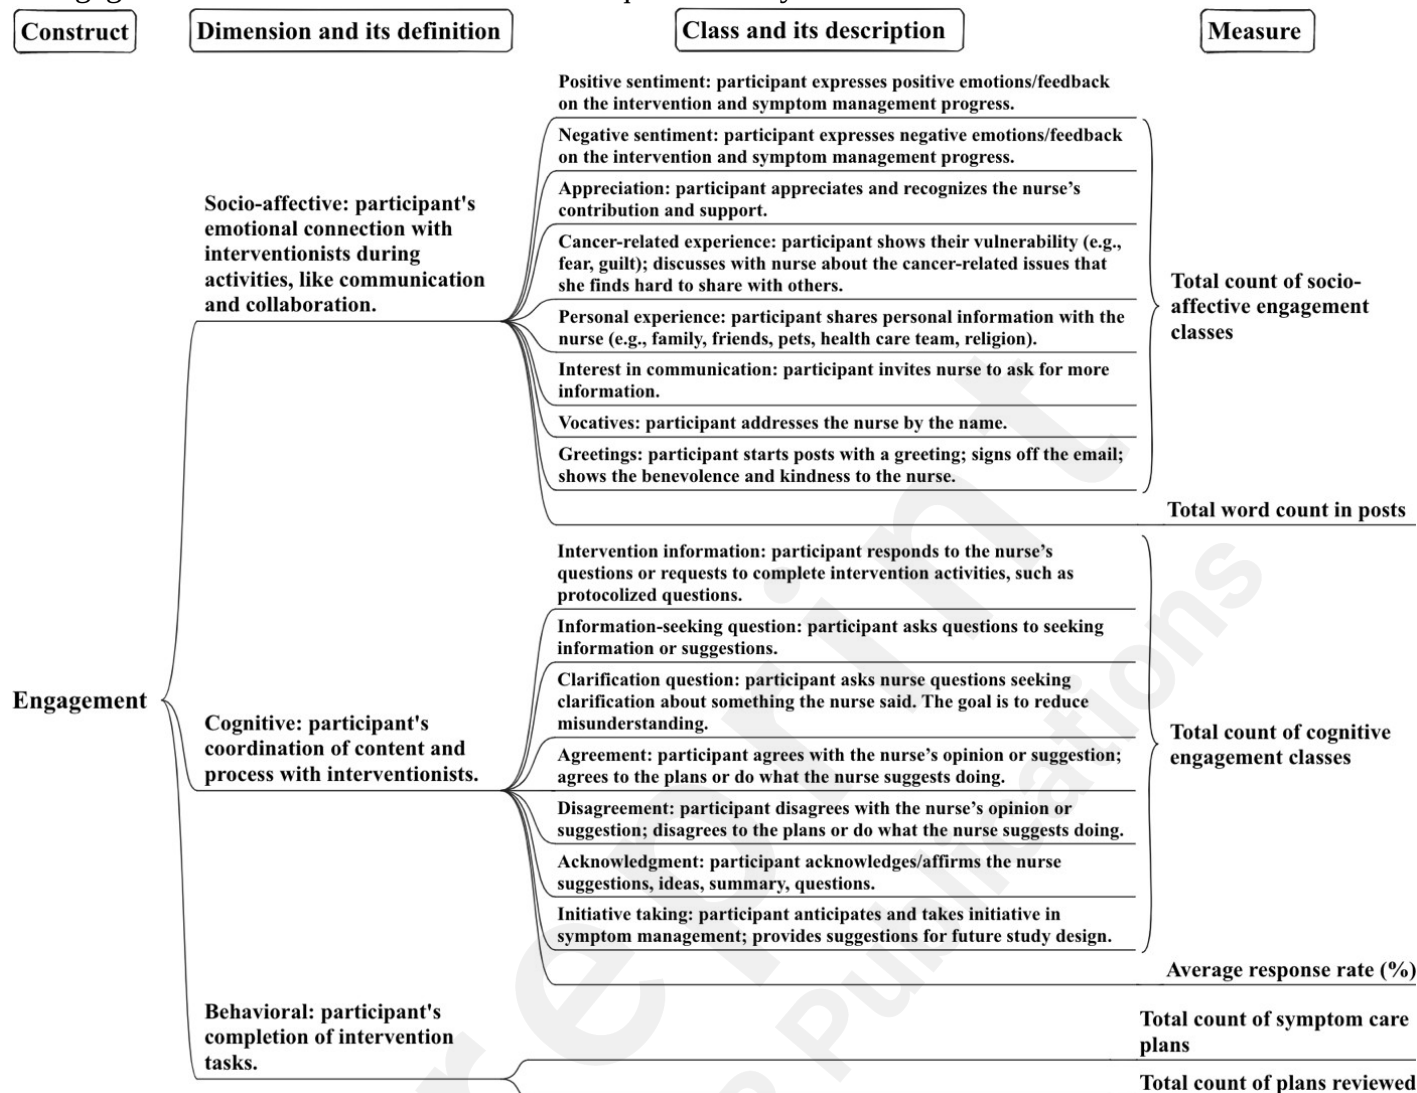 Construct
Dimension and its definition
Class and its description
Measure
Positive sentiment: participant expresses positive emotions/feedback
on the intervention and symptom management progress.
Negative sentiment: participant expresses negative emotions/feedback
on the intervention and symptom management progress.
Appreciation: participant appreciates and recognizes the nurse's
contribution and support.
Cancer-related experience: participant shows their vulnerability (e.g.,
fear, guilt); discusses with nurse about the cancer-related issues that
she finds hard to share with others.
Personal experience: participant shares personal information with the
nurse (e.g., family, friends, pets, health care team, religion).
Interest in communication: participant invites nurse to ask for more
information.
Vocatives: participant addresses the nurse by the name.
Greetings: participant starts posts with a greeting; signs off the email;
shows the benevolence and kindness to the nurse.
Socio-affective: participant's
emotional connection with
interventionists during
activities, like communication
and collaboration.
Total count of socio-
affective engagement
classes
Total word count in posts
Engagement
Intervention information: participant responds to the nurse's
questions or requests to complete intervention activities, such as
protocolized questions.
Information-seeking question: participant asks questions to seeking
information or suggestions.
Clarification question: participant asks nurse questions seeking
clarification about something the nurse said. The goal is to reduce
misunderstanding.
Agreement: participant agrees with the nurse's opinion or suggestion;
agrees to the plans or do what the nurse suggests doing.
Disagreement: participant disagrees with the nurse's opinion or
suggestion; disagrees to the plans or do what the nurse suggests doing.
Acknowledgment: participant acknowledges/affirms the nurse
suggestions, ideas, summary, questions.
Initiative taking: participant anticipates and takes initiative in
symptom management; provides suggestions for future study design.
Cognitive: participant's
coordination of content and
process with interventionists.
Total count of cognitive
engagement classes
Average response rate (%)
Behavioral: participant's
completion of intervention
tasks.
Total count of symptom care
plans
Total count of plans reviewed
Publications